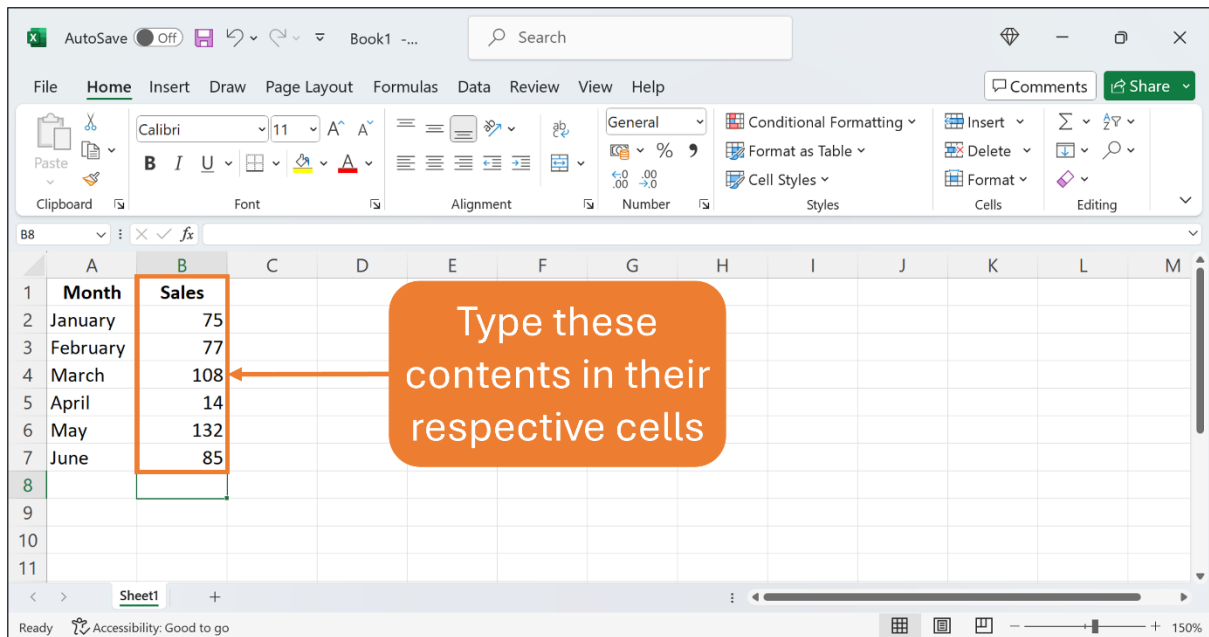 AutoSave Off Book1 -... Search
File Home Insert Draw Page Layout Formulas Data Review View Help Comments Share
Calibri 11 A A ab General Conditional Formatting Insert
Paste B I U A % Format as Table Delete
.00 .00 Cell Styles Format
Clipboard Font Alignment Number Styles Cells Editing
B8 fx
A B C D E F G H I J K L M
1 Month Sales
2 January 75
3 February 77
4 March 108
5 April 14
6 May 132
7 June 85
8
9
10
11
Type these
contents in their
respective cells
Sheet1 +
Ready Accessibility: Good to go 150%